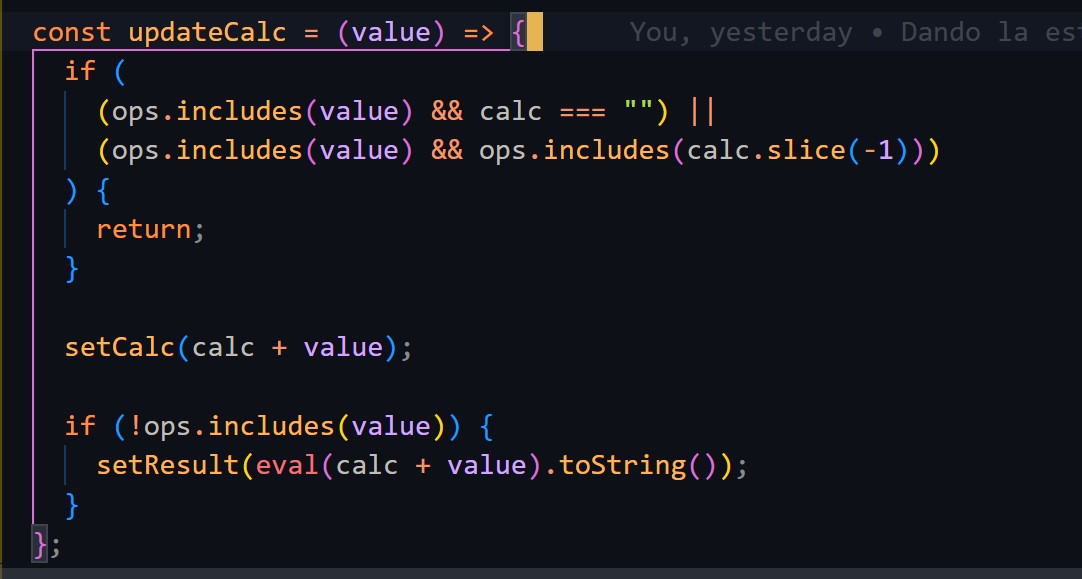 const updateCalc = (value) => {    You, yesterday • Dando la es
  if (
    (ops.includes(value) && calc === "") ||
    (ops.includes(value) && ops.includes(calc.slice(-1)))
  ) {
    return;
  }
  setCalc(calc + value);
  if (!ops.includes(value)) {
    setResult(eval(calc + value).toString());
  }
};